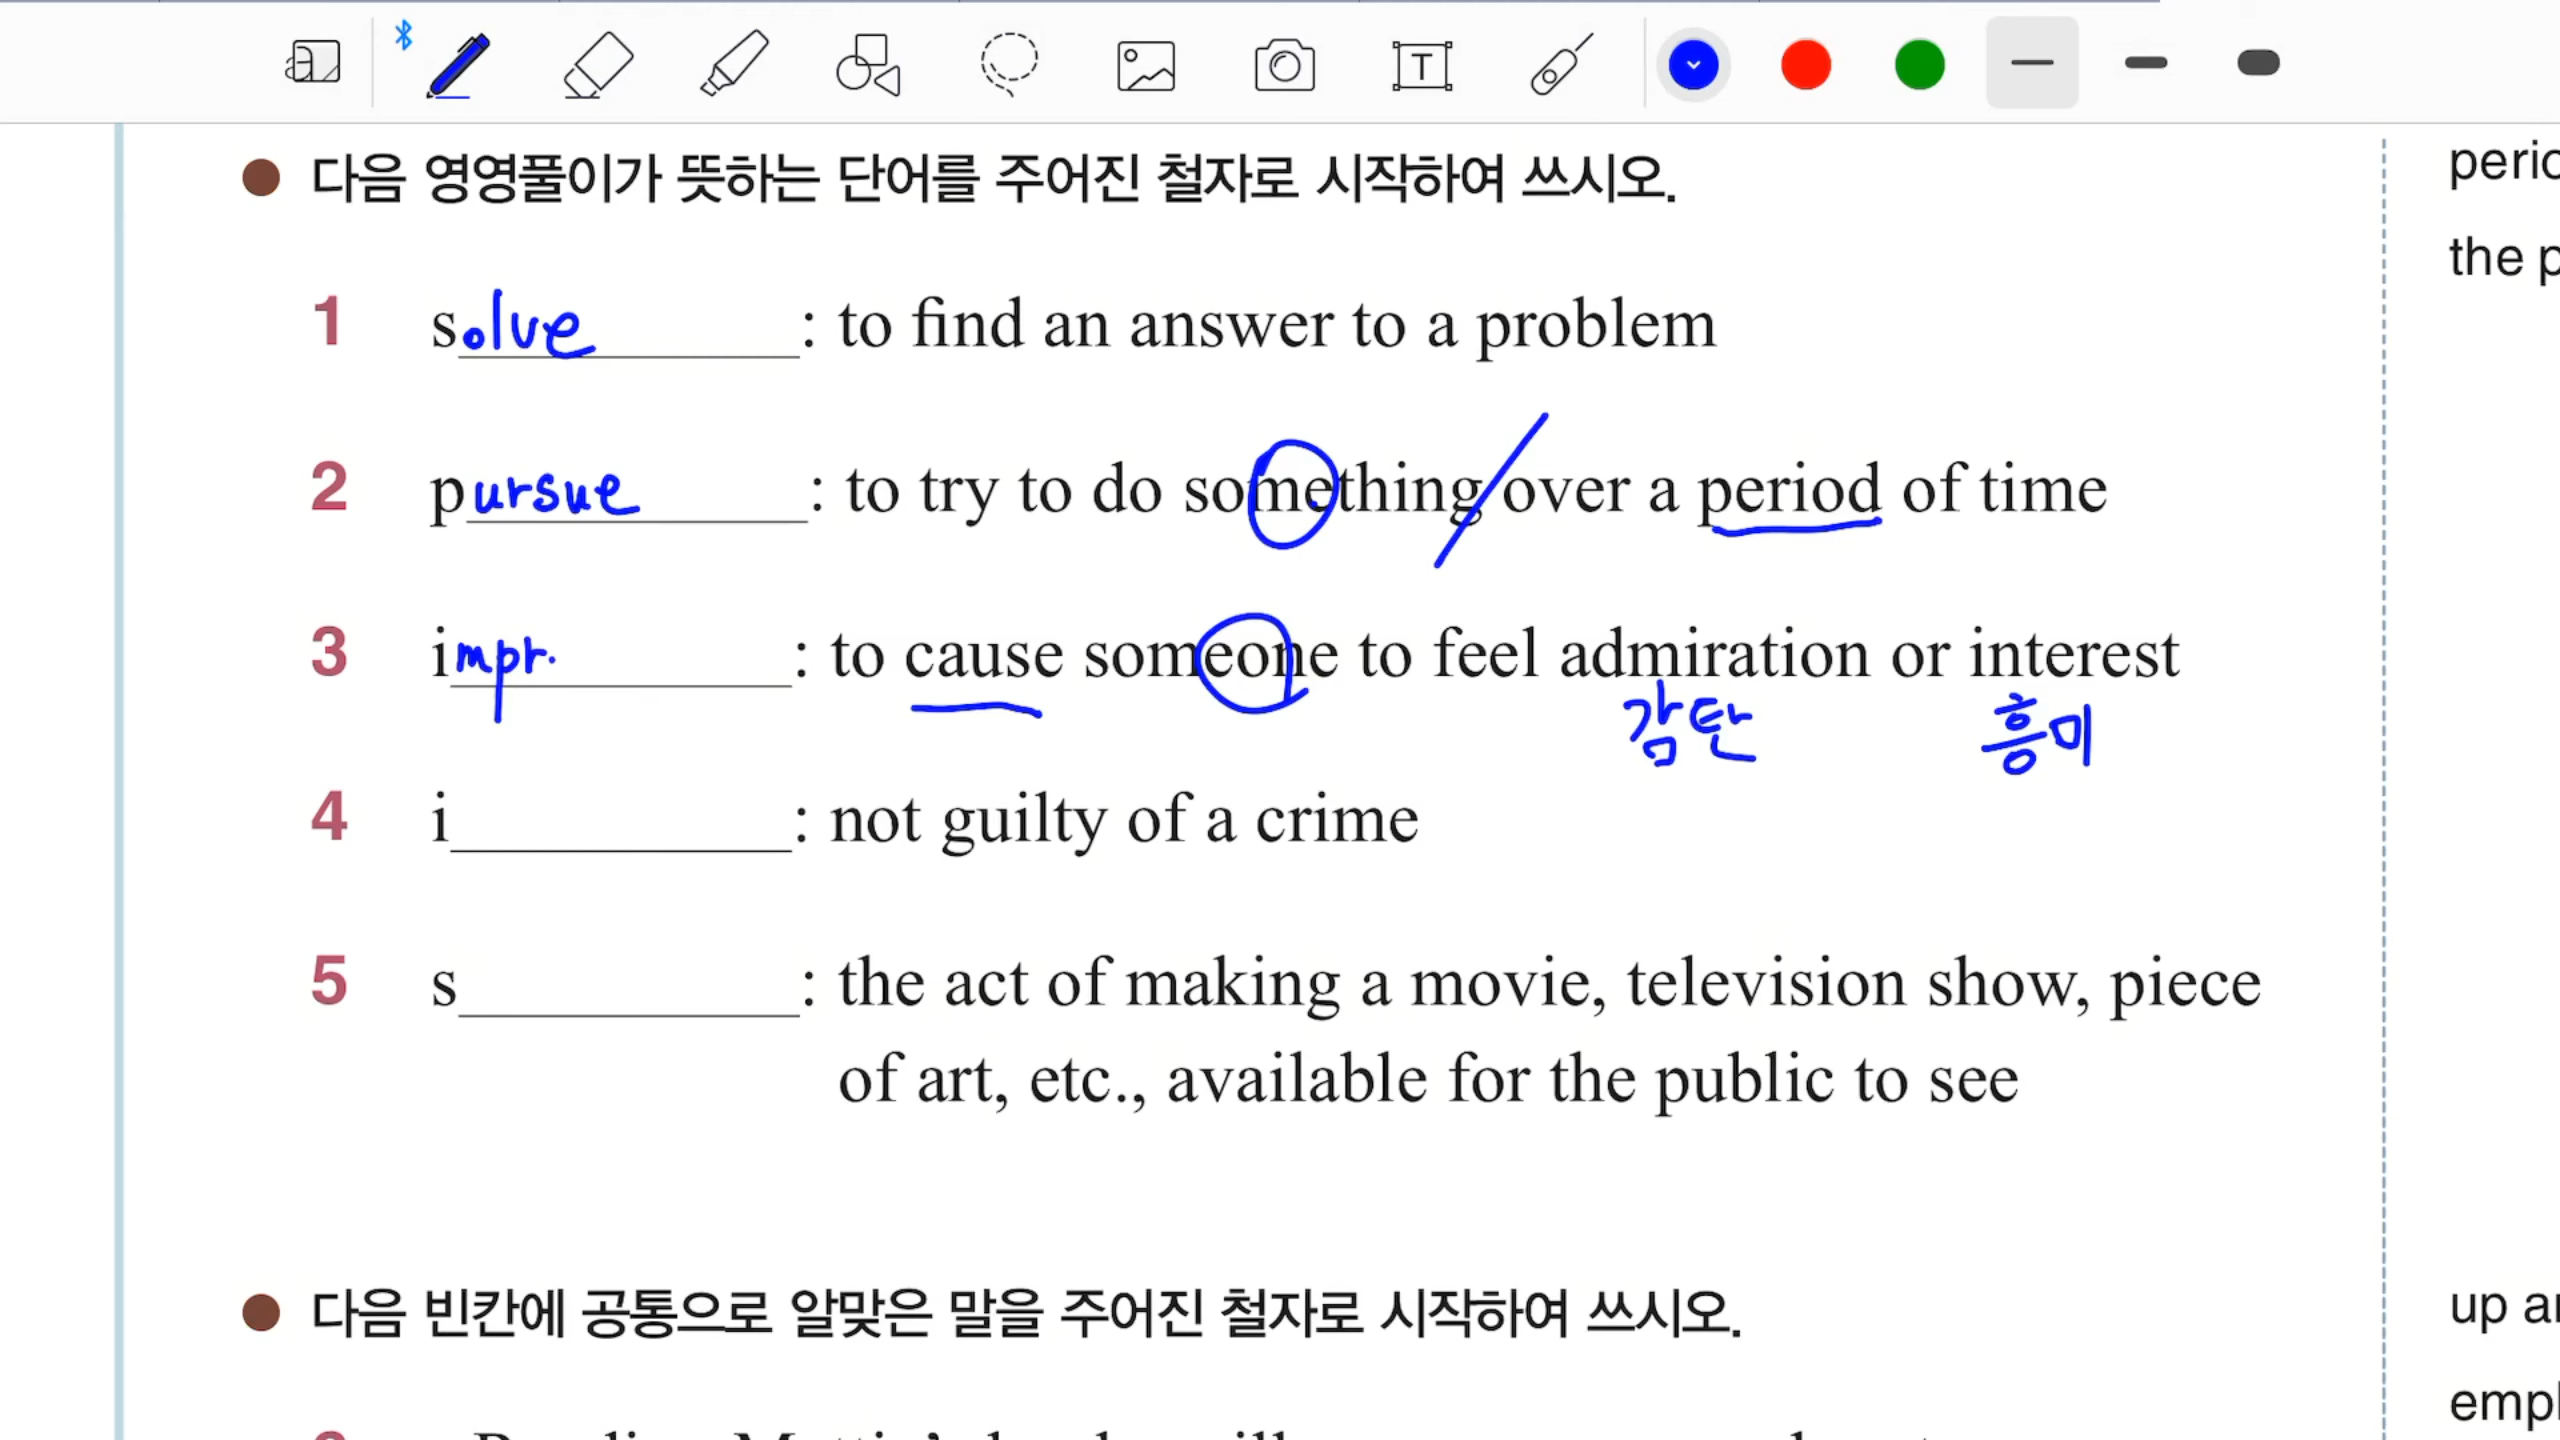 perio
● 다음 영영풀이가 뜻하는 단어를 주어진 철자로 시작하여 쓰시오.
the p
1 solve : to find an answer to a problem
2 pursue : to try to do something over a period of time
3 impr. : to cause someone to feel admiration or interest
감탄 흥미
4 i__________ : not guilty of a crime
5 s__________ : the act of making a movie, television show, piece
of art, etc., available for the public to see
● 다음 빈칸에 공통으로 알맞은 말을 주어진 철자로 시작하여 쓰시오.
up a
emp